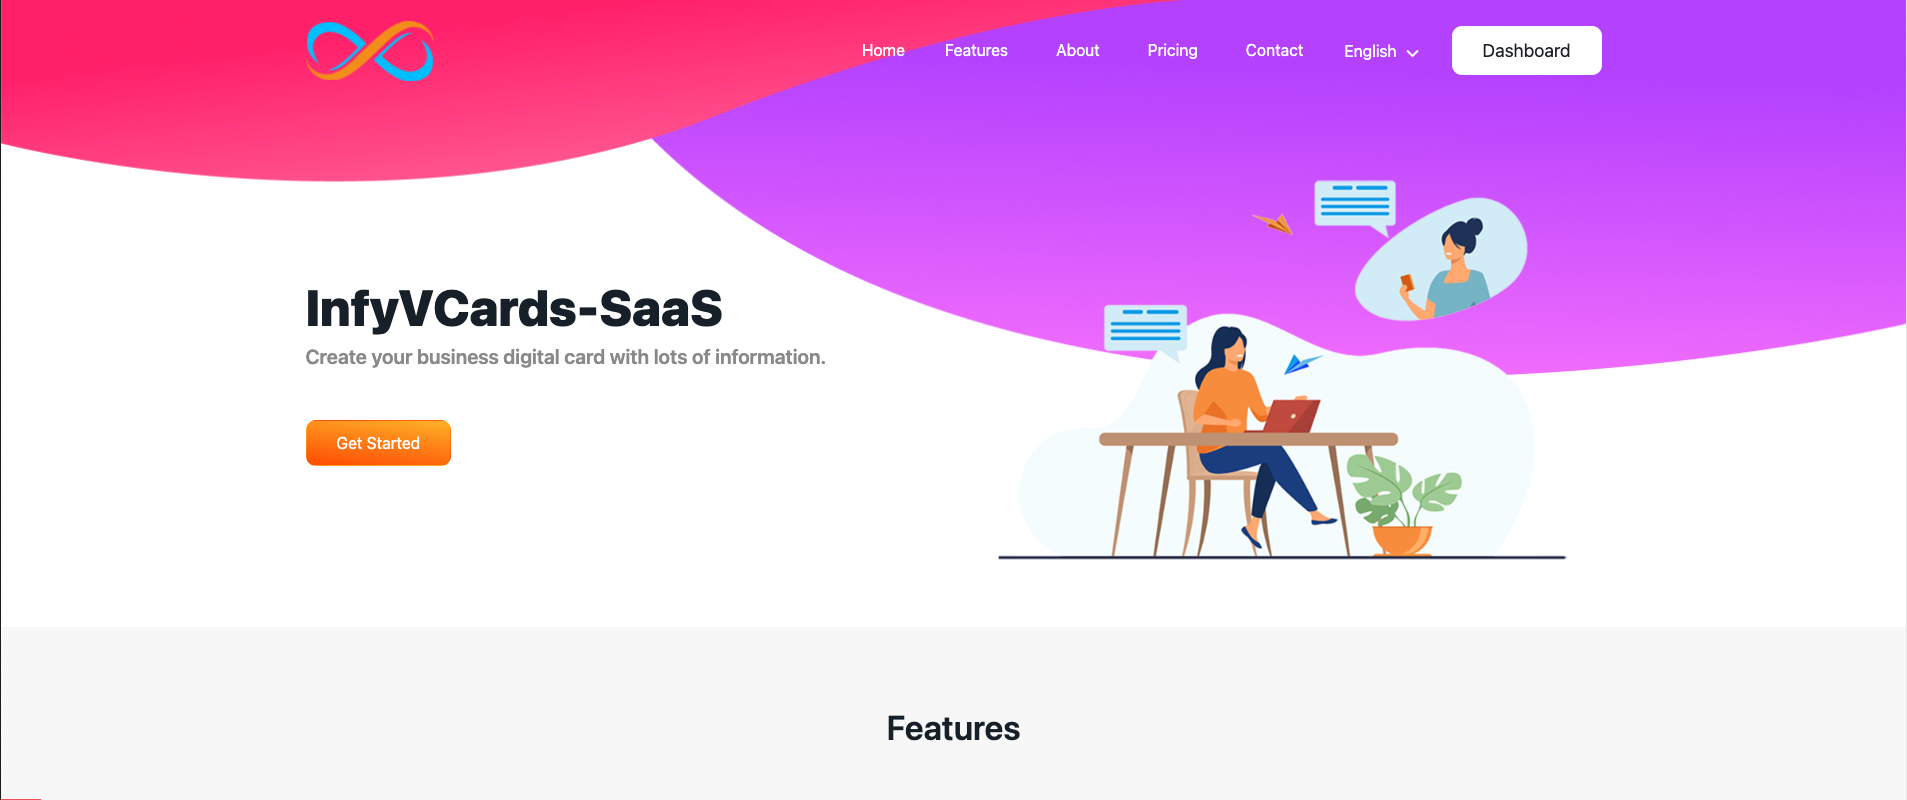 Home Features About Pricing Contact English Dashboard
InfyVCards-SaaS
Create your business digital card with lots of information.
Get Started
Features